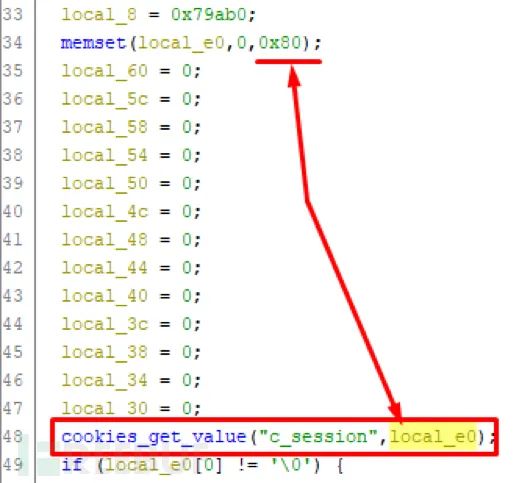 33 local_8 = 0x79ab0;
34 memset(local_e0,0,0x80);
35 local_60 = 0;
36 local_5c = 0;
37 local_58 = 0;
38 local_54 = 0;
39 local_50 = 0;
40 local_4c = 0;
41 local_48 = 0;
42 local_44 = 0;
43 local_40 = 0;
44 local_3c = 0;
45 local_38 = 0;
46 local_34 = 0;
47 local_30 = 0;
48 cookies_get_value("c_session",local_e0);
49 if (local_e0[0] != '\0') {